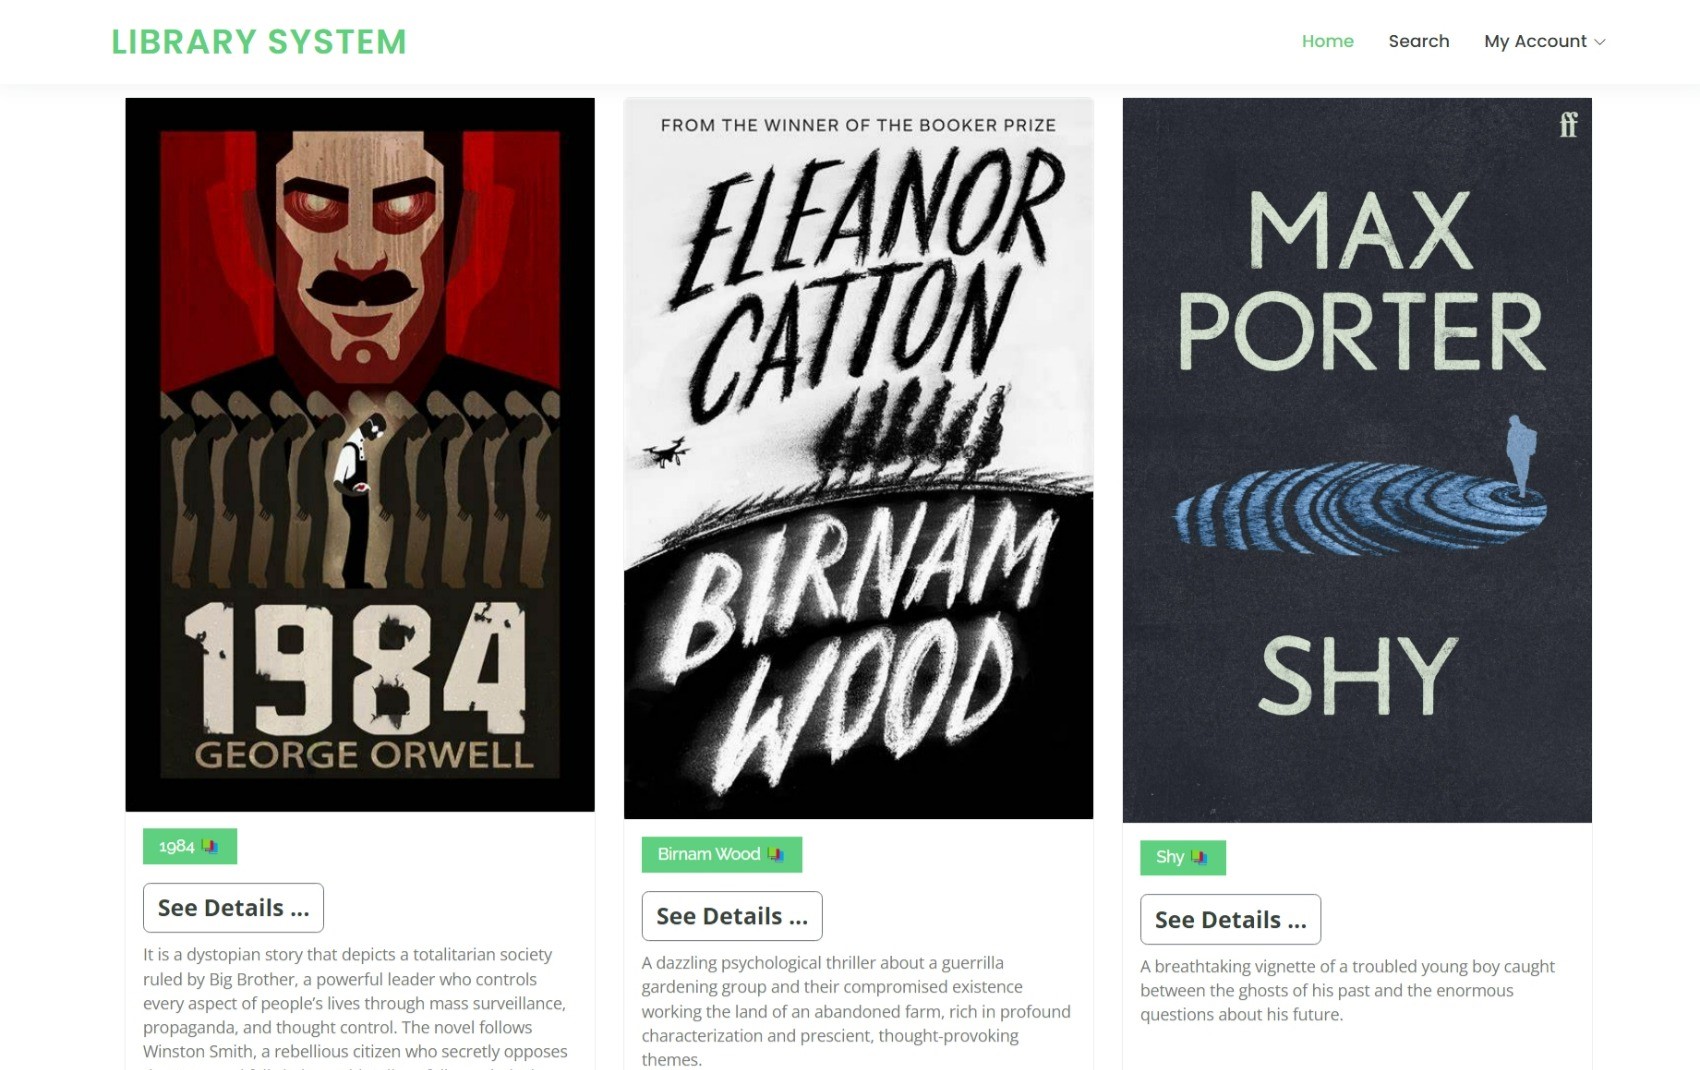 LIBRARY SYSTEM
Home
Search
My Account
1984
GEORGE ORWELL
1984
See Details ...
It is a dystopian story that depicts a totalitarian society
ruled by Big Brother, a powerful leader who controls
every aspect of people’s lives through mass surveillance,
propaganda, and thought control. The novel follows
Winston Smith, a rebellious citizen who secretly opposes
FROM THE WINNER OF THE BOOKER PRIZE
ELEANOR
CATTON
BIRNAM
WOOD
Birnam Wood
See Details ...
A dazzling psychological thriller about a guerrilla
gardening group and their compromised existence
working the land of an abandoned farm, rich in profound
characterization and prescient, thought-provoking
themes.
ff
MAX
PORTER
SHY
Shy
See Details ...
A breathtaking vignette of a troubled young boy caught
between the ghosts of his past and the enormous
questions about his future.